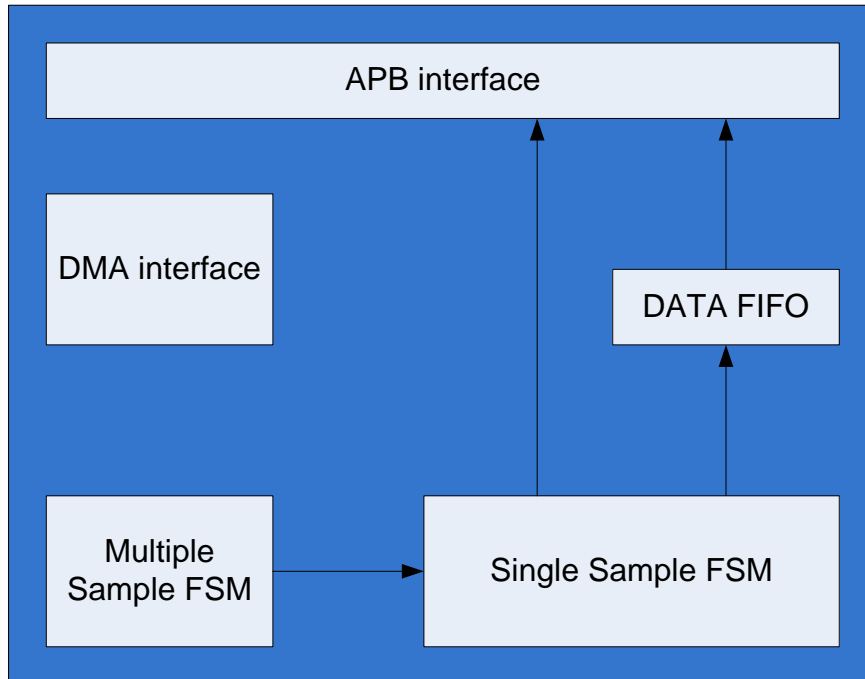 APB interface
DMA interface
DATA FIFO
Multiple
Sample FSM
Single Sample FSM